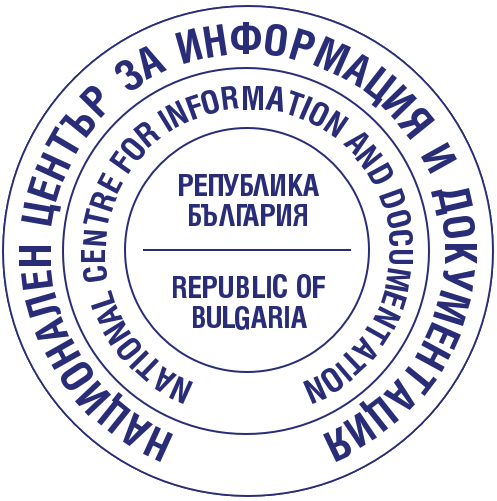 НАЦИОНАЛЕН ЦЕНТЪР ЗА ИНФОРМАЦИЯ И ДОКУМЕНТАЦИЯ
NATIONAL CENTRE FOR INFORMATION AND DOCUMENTATION
РЕПУБЛИКА
БЪЛГАРИЯ
REPUBLIC OF
BULGARIA